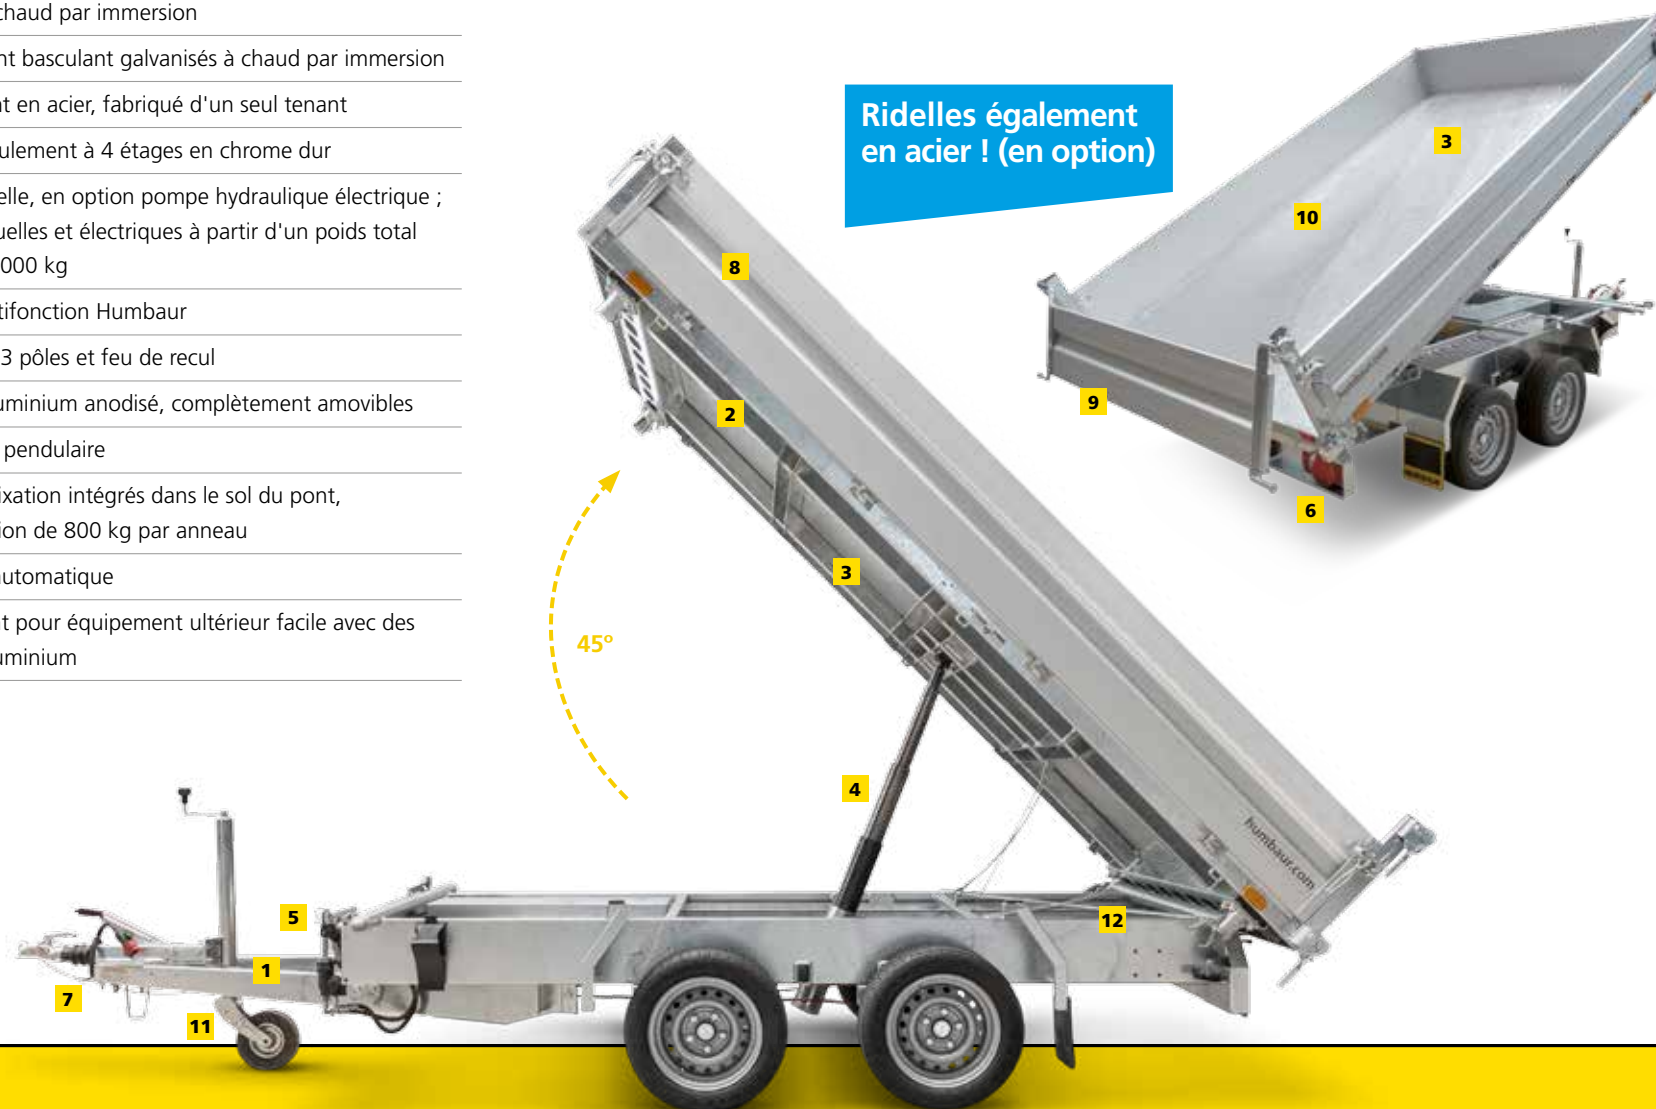 chaud par immersion
nt basculant galvanisés à chaud par immersion
t en acier, fabriqué d'un seul tenant
ulement à 4 étages en chrome dur
elle, en option pompe hydraulique électrique ;
uelles et électriques à partir d'un poids total
000 kg
tifonction Humbaur
3 pôles et feu de recul
uminium anodisé, complètement amovibles
pendulaire
ixation intégrés dans le sol du pont,
ion de 800 kg par anneau
utomatique
t pour équipement ultérieur facile avec des
uminium
Ridelles également
en acier ! (en option)
3
10
9
6
8
2
3
45°
4
humbaur.com
5
12
1
7
11